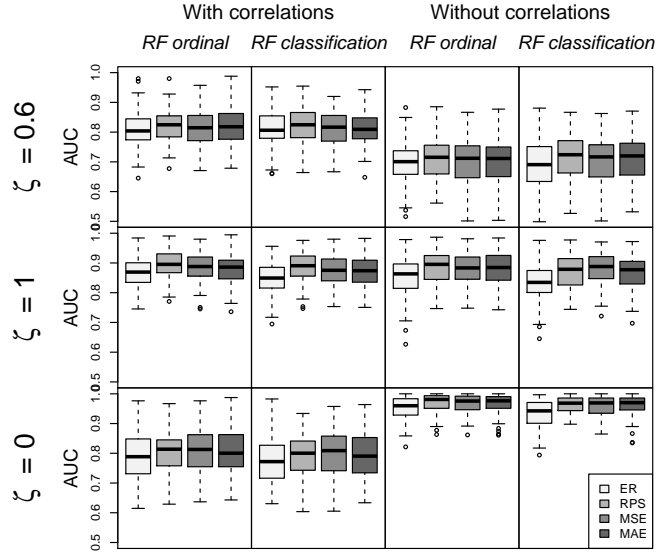 With correlations Without correlations
RF ordinal RF classification RF ordinal RF classification
ζ = 0.6
AUC
0.5 0.6 0.7 0.8 0.9 1.0
ζ = 1
AUC
0.5 0.6 0.7 0.8 0.9 1.0
ζ = 0
AUC
0.5 0.6 0.7 0.8 0.9 1.0
ER
RPS
MSE
MAE